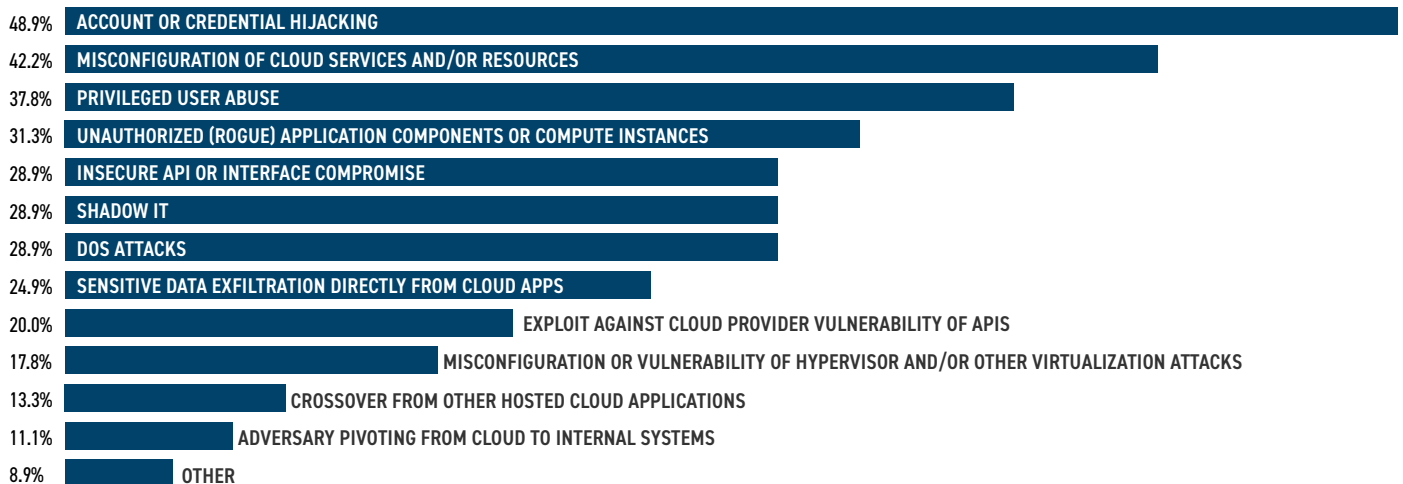 48.9% ACCOUNT OR CREDENTIAL HIJACKING
42.2% MISCONFIGURATION OF CLOUD SERVICES AND/OR RESOURCES
37.8% PRIVILEGED USER ABUSE
31.3% UNAUTHORIZED (ROGUE) APPLICATION COMPONENTS OR COMPUTE INSTANCES
28.9% INSECURE API OR INTERFACE COMPROMISE
28.9% SHADOW IT
28.9% DOS ATTACKS
24.9% SENSITIVE DATA EXFILTRATION DIRECTLY FROM CLOUD APPS
20.0% EXPLOIT AGAINST CLOUD PROVIDER VULNERABILITY OF APIS
17.8% MISCONFIGURATION OR VULNERABILITY OF HYPERVISOR AND/OR OTHER VIRTUALIZATION ATTACKS
13.3% CROSSOVER FROM OTHER HOSTED CLOUD APPLICATIONS
11.1% ADVERSARY PIVOTING FROM CLOUD TO INTERNAL SYSTEMS
8.9% OTHER